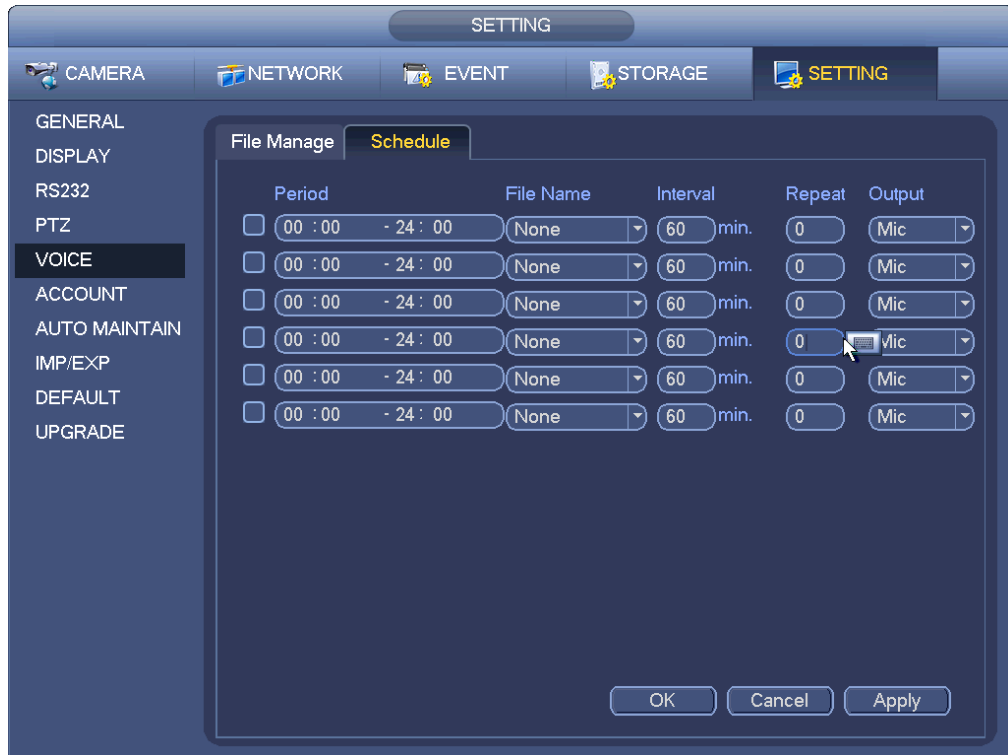 SETTING
CAMERA NETWORK EVENT STORAGE SETTING
GENERAL
DISPLAY
RS232
PTZ
VOICE
ACCOUNT
AUTO MAINTAIN
IMP/EXP
DEFAULT
UPGRADE
File Manage Schedule
Period File Name Interval Repeat Output
00 : 00 - 24 : 00 None 60 min. 0 Mic
00 : 00 - 24 : 00 None 60 min. 0 Mic
00 : 00 - 24 : 00 None 60 min. 0 Mic
00 : 00 - 24 : 00 None 60 min. 0 Mic
00 : 00 - 24 : 00 None 60 min. 0 Mic
00 : 00 - 24 : 00 None 60 min. 0 Mic
OK Cancel Apply